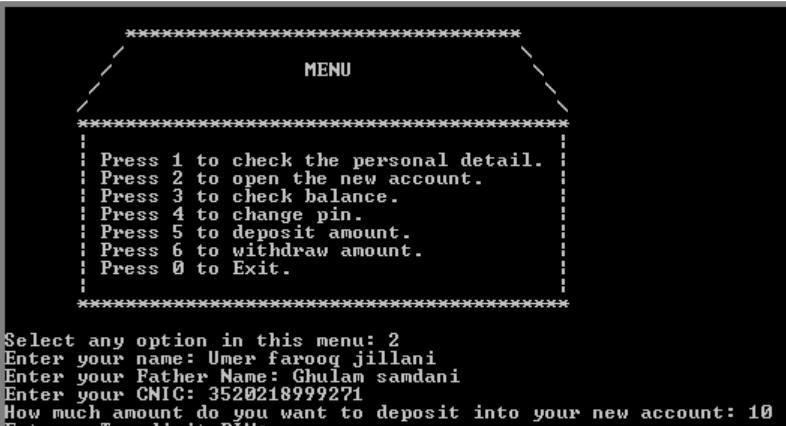 *********************************
MENU
*****************************************
Press 1 to check the personal detail.
Press 2 to open the new account.
Press 3 to check balance.
Press 4 to change pin.
Press 5 to deposit amount.
Press 6 to withdraw amount.
Press 0 to Exit.
*****************************************
Select any option in this menu: 2
Enter your name: Umer farooq jillani
Enter your Father Name: Ghulam samdani
Enter your CNIC: 3520218999271
How much amount do you want to deposit into your new account: 10